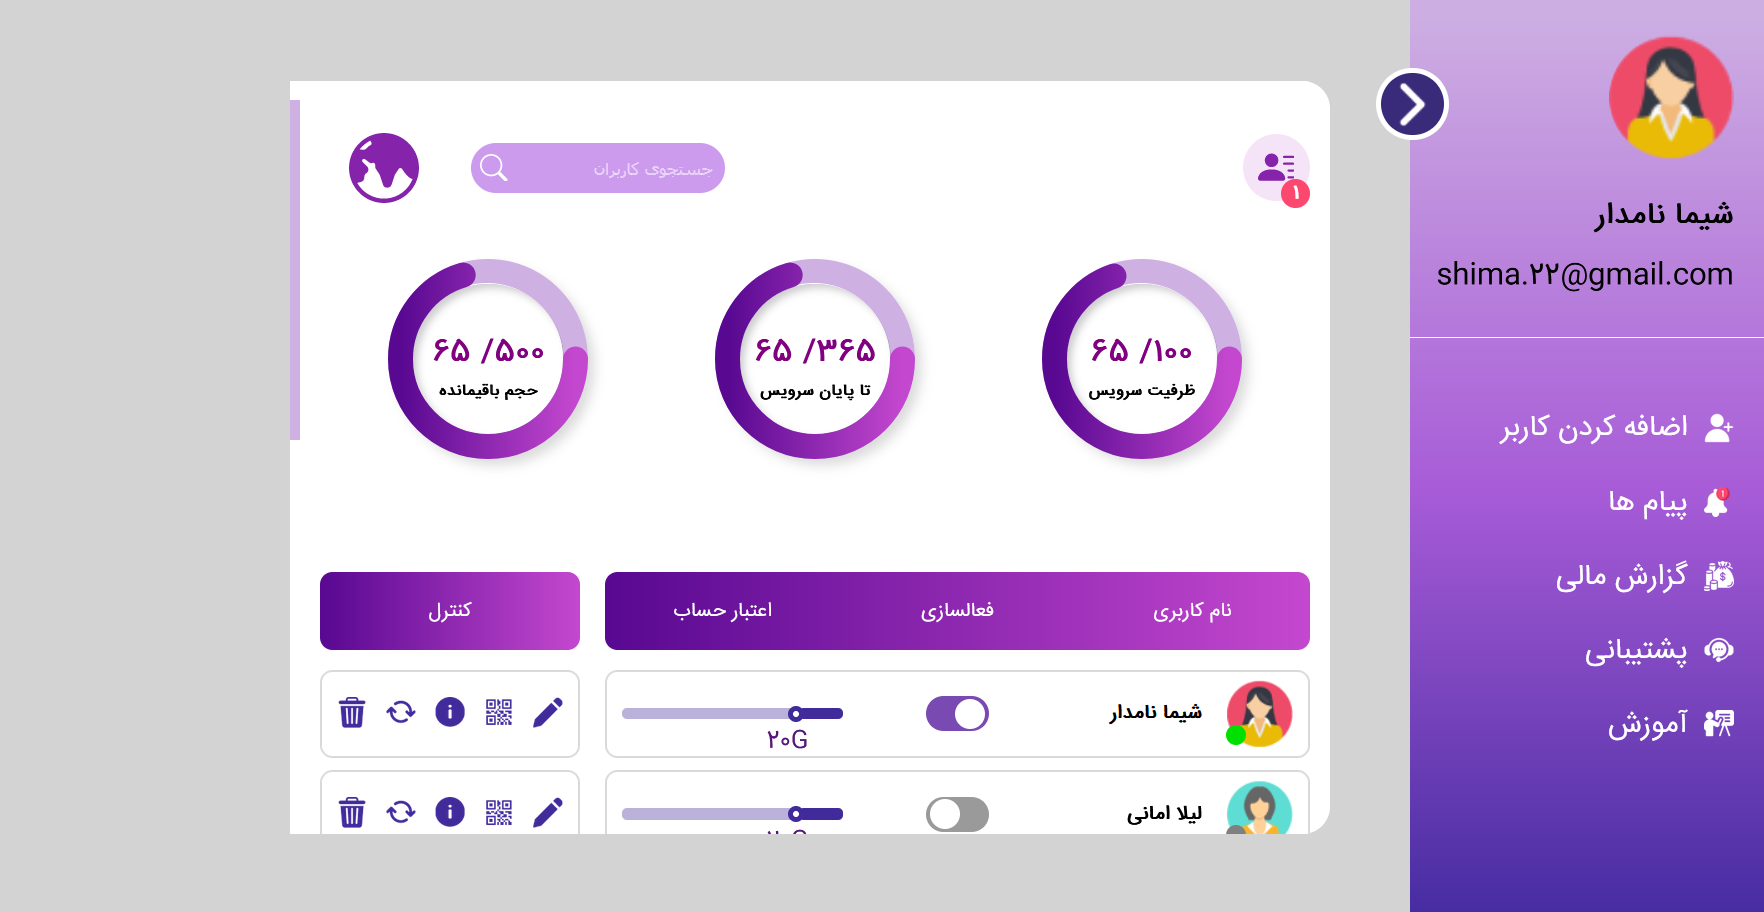 شیما نامدار
shima.۲۲@gmail.com
اضافه کردن کاربر
پیام ها
۱
گزارش مالی
پشتیبانی
آموزش
۱
جستجوی کاربران
۶۵ /۱۰۰
ظرفیت سرویس
۶۵ /۳۶۵
تا پایان سرویس
۶۵ /۵۰۰
حجم باقیمانده
نام کاربری
فعالسازی
اعتبار حساب
کنترل
شیما نامدار
۲۰G
لیلا امانی
۲۰G